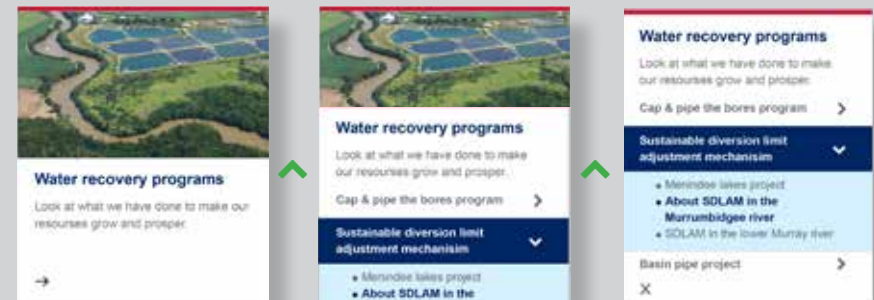 Water recovery programs
Look at what we have done to make our
resourses grow and prosper.
Water recovery programs
Look at what we have done to make
our resourses grow and prosper.
Cap & pipe the bores program
Sustainable diversion limit
adjustment mechanisim
Menindee lakes project
About SDLAM in the
Water recovery programs
Look at what we have done to make
our resourses grow and prosper.
Cap & pipe the bores program
Sustainable diversion limit
adjustment mechanisim
Menindee lakes project
About SDLAM in the
Murrumbidgee river
SDLAM in the lower Murray river
Basin pipe project